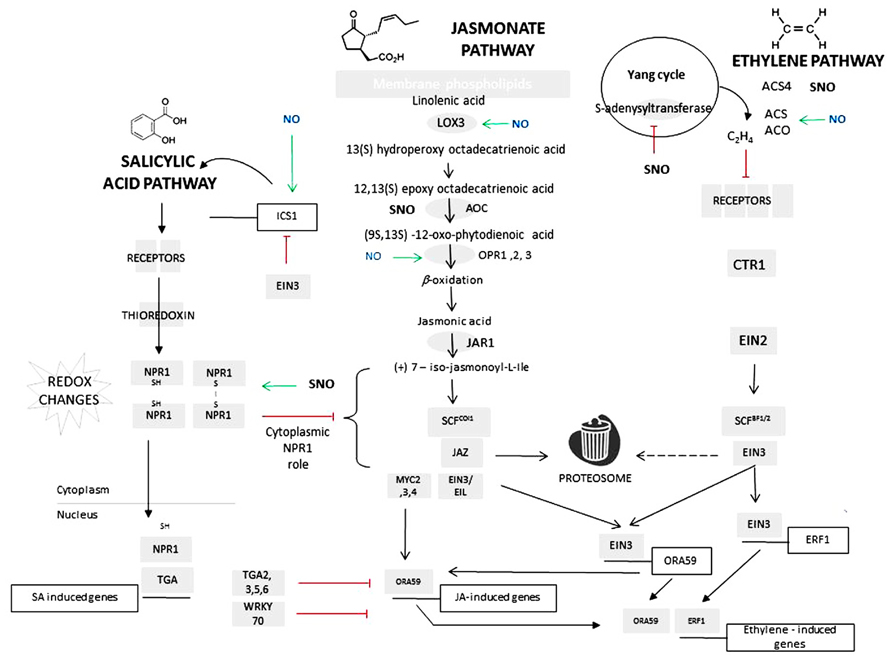 JASMONATE
PATHWAY
CO₂H
O
H H
C=C
H H
ETHYLENE PATHWAY
Membrane phospholipids
Linolenic acid
LOX3
NO
13(S) hydroperoxy octadecatrienoic acid
12,13(S) epoxy octadecatrienoic acid
SNO
AOC
(9S,13S) -12-oxo-phytodienoic acid
NO
OPR1 ,2, 3
β-oxidation
Jasmonic acid
JAR1
(+) 7 – iso-jasmonoyl-L-Ile
SCFᶜᴼᴵ¹
JAZ
MYC2
,3,4
EIN3/
EIL
PROTEOSOME
Yang cycle
S-adenysyltransferase
SNO
ACS4
SNO
ACS
ACO
NO
C₂H₄
RECEPTORS
CTR1
EIN2
SCFᴮᶠ¹/²
EIN3
EIN3
ERF1
EIN3
ORA59
ORA59
ERF1
Ethylene - induced
genes
O
OH
OH
SALICYLIC
ACID PATHWAY
NO
ICS1
EIN3
RECEPTORS
THIOREDOXIN
REDOX
CHANGES
NPR1
SH
SH
NPR1
NPR1
S
S
NPR1
SNO
Cytoplasmic
NPR1
role
Cytoplasm
Nucleus
SH
NPR1
TGA
SA induced genes
TGA2,
3,5,6
WRKY
70
ORA59
JA-induced genes